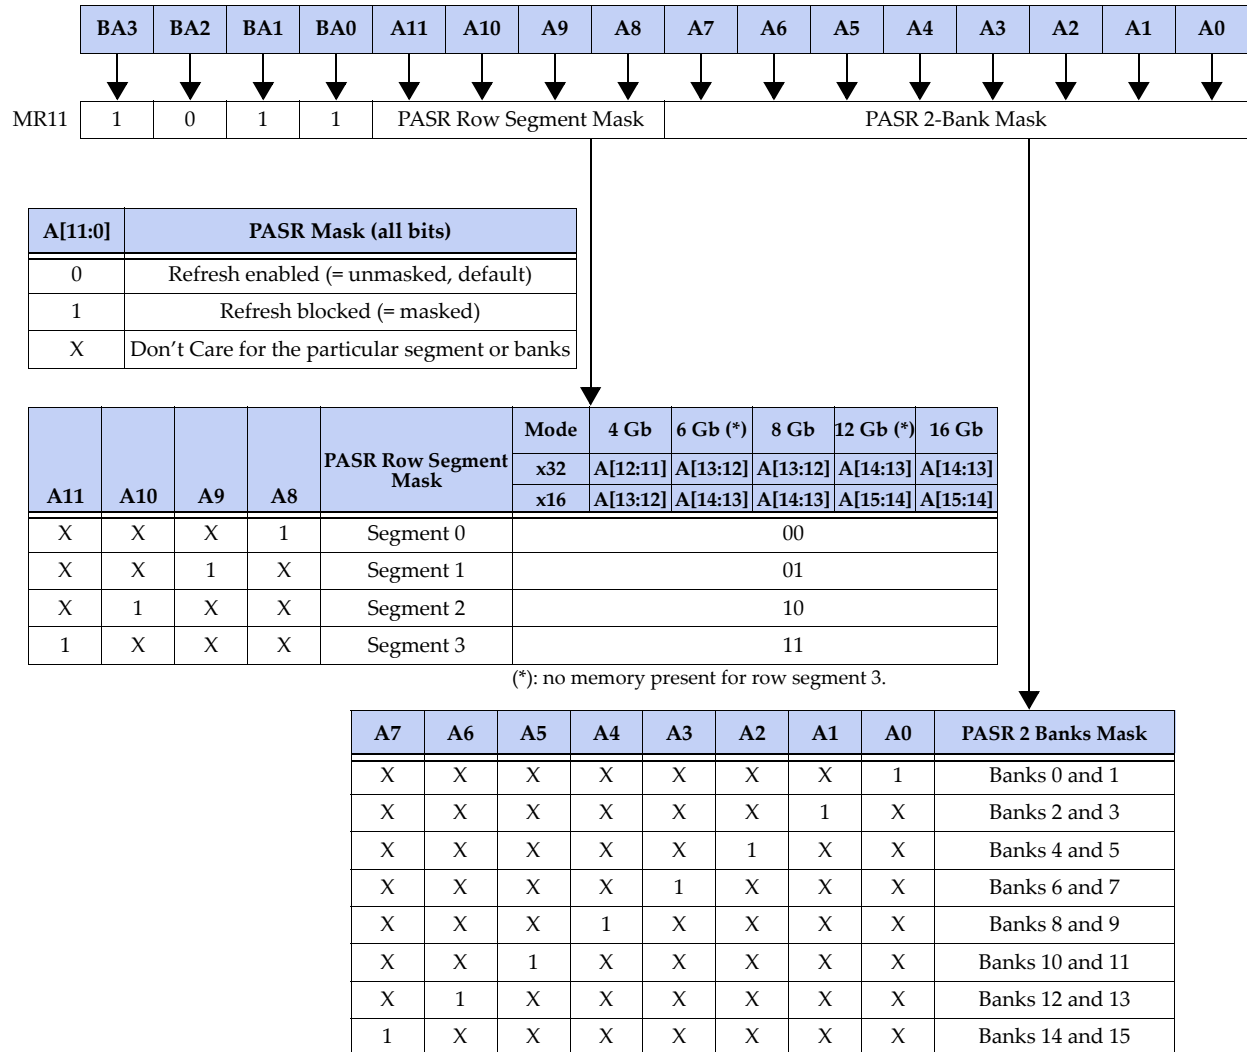 BA3 BA2 BA1 BA0 A11 A10 A9 A8 A7 A6 A5 A4 A3 A2 A1 A0
MR11 1 0 1 1 PASR Row Segment Mask PASR 2-Bank Mask
A[11:0] PASR Mask (all bits)
0 Refresh enabled (= unmasked, default)
1 Refresh blocked (= masked)
X Don't Care for the particular segment or banks
A11 A10 A9 A8 PASR Row Segment
Mask
Mode 4 Gb 6 Gb (*) 8 Gb 12 Gb (*) 16 Gb
x32 A[12:11] A[13:12] A[13:12] A[14:13] A[14:13]
x16 A[13:12] A[14:13] A[14:13] A[15:14] A[15:14]
X X X 1 Segment 0 00
X X 1 X Segment 1 01
X 1 X X Segment 2 10
1 X X X Segment 3 11
(*): no memory present for row segment 3.
A7 A6 A5 A4 A3 A2 A1 A0 PASR 2 Banks Mask
X X X X X X X 1 Banks 0 and 1
X X X X X X 1 X Banks 2 and 3
X X X X X 1 X X Banks 4 and 5
X X X X 1 X X X Banks 6 and 7
X X X 1 X X X X Banks 8 and 9
X X 1 X X X X X Banks 10 and 11
X 1 X X X X X X Banks 12 and 13
1 X X X X X X X Banks 14 and 15